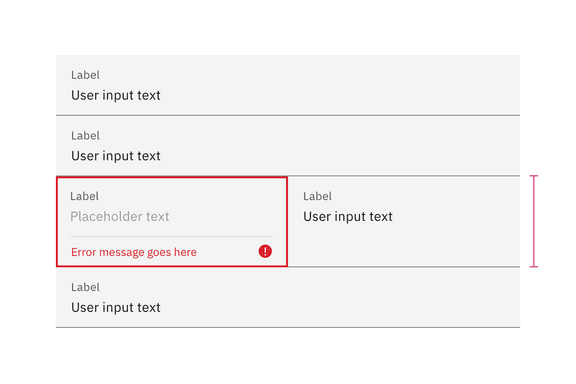 Label
User input text
Label
User input text
Label
Placeholder text
Error message goes here
Label
User input text
Label
User input text